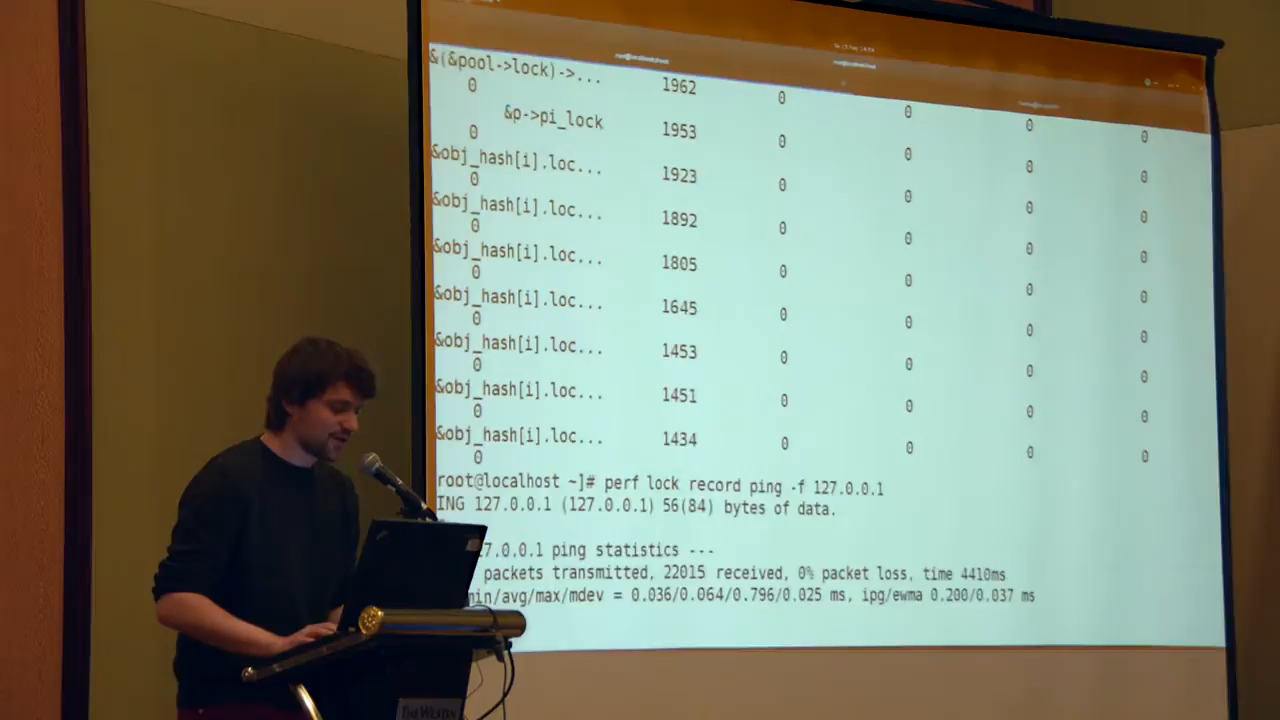 &(&pool->lock)->... 1962 0 0 0 0
0
&p->pi_lock 1953 0 0 0 0
0
&obj_hash[i].loc... 1923 0 0 0 0
0
&obj_hash[i].loc... 1892 0 0 0 0
0
&obj_hash[i].loc... 1805 0 0 0 0
0
&obj_hash[i].loc... 1645 0 0 0 0
0
&obj_hash[i].loc... 1453 0 0 0 0
0
&obj_hash[i].loc... 1451 0 0 0 0
0
&obj_hash[i].loc... 1434 0 0 0 0
0
root@localhost ~]# perf lock record ping -f 127.0.0.1
ING 127.0.0.1 (127.0.0.1) 56(84) bytes of data.
27.0.0.1 ping statistics ---
packets transmitted, 22015 received, 0% packet loss, time 4410ms
min/avg/max/mdev = 0.036/0.064/0.796/0.025 ms, ipg/ewma 0.200/0.037 ms
THE WESTIN